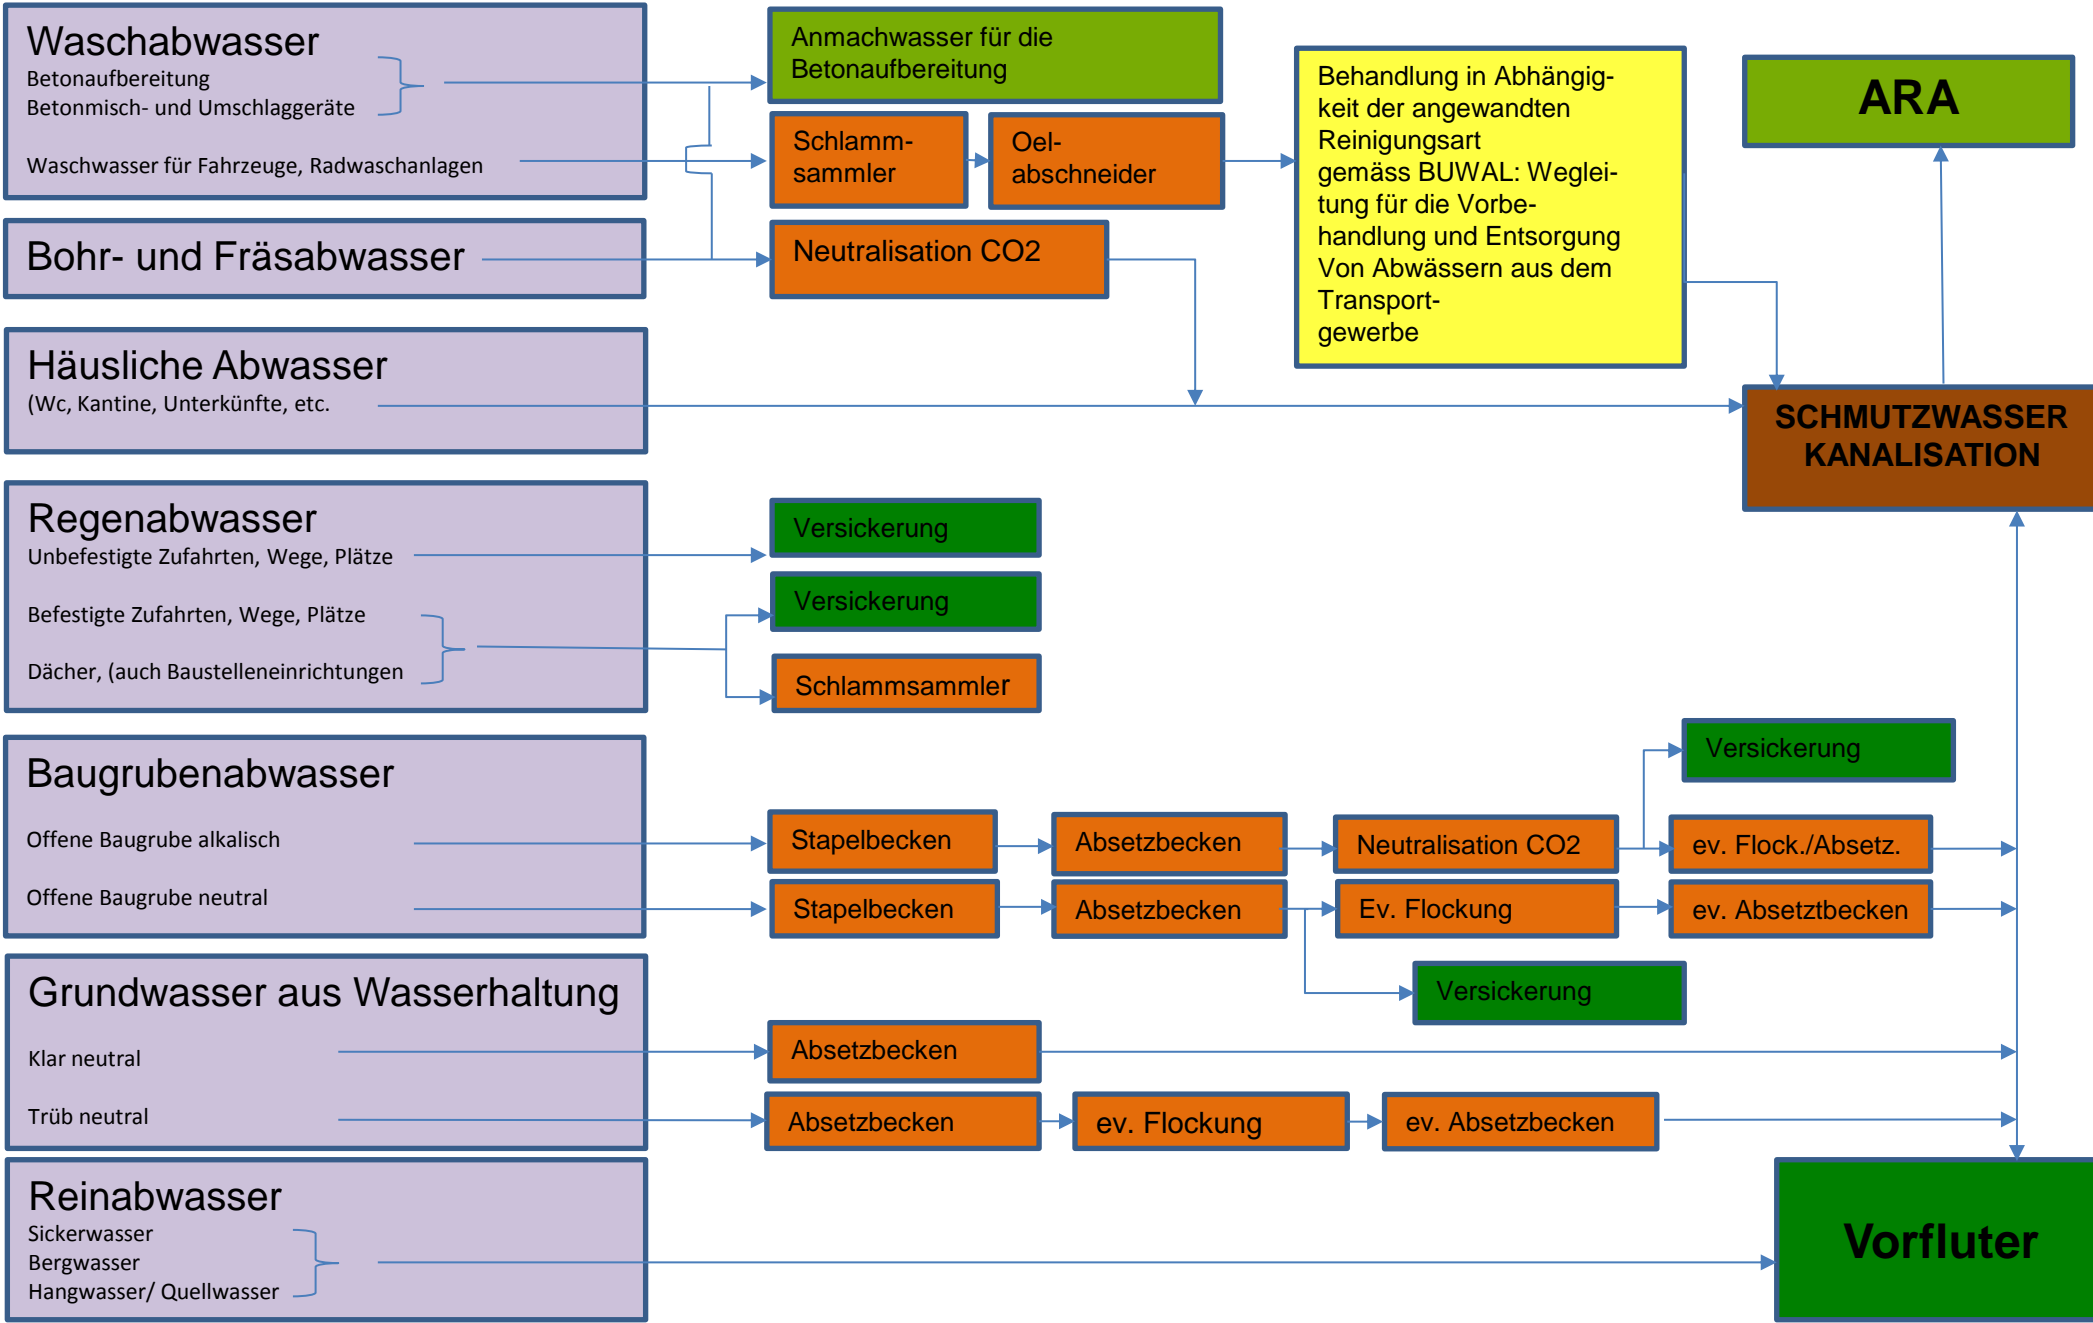 Waschabwasser
Betonaufbereitung
Betonmisch- und Umschlaggeräte
Waschwasser für Fahrzeuge, Radwaschanlagen
Anmachwasser für die
Betonaufbereitung
Schlamm-
sammler
Oel-
abschneider
Behandlung in Abhängig-
keit der angewandten
Reinigungsart
gemäss BUWAL: Weglei-
tung für die Vorbe-
handlung und Entsorgung
Von Abwässern aus dem
Transport-
gewerbe
ARA
Bohr- und Fräsabwasser
Neutralisation CO2
Häusliche Abwasser
(Wc, Kantine, Unterkünfte, etc.
SCHMUTZWASSER
KANALISATION
Regenabwasser
Unbefestigte Zufahrten, Wege, Plätze
Befestigte Zufahrten, Wege, Plätze
Dächer, (auch Baustelleneinrichtungen
Versickerung
Versickerung
Schlammsammler
Baugrubenabwasser
Offene Baugrube alkalisch
Offene Baugrube neutral
Versickerung
Stapelbecken
Absetzbecken
Neutralisation CO2
ev. Flock./Absetz.
Stapelbecken
Absetzbecken
Ev. Flockung
ev. Absetztbecken
Versickerung
Grundwasser aus Wasserhaltung
Klar neutral
Trüb neutral
Absetzbecken
Absetzbecken
ev. Flockung
ev. Absetzbecken
Reinabwasser
Sickerwasser
Bergwasser
Hangwasser/ Quellwasser
Vorfluter